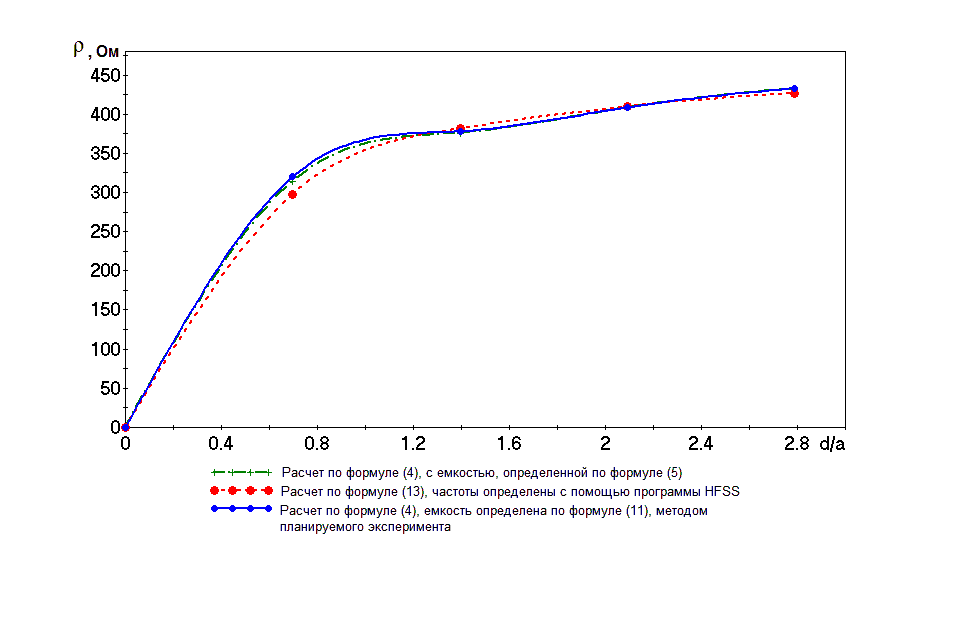 ρ, Ом
450
400
350
300
250
200
150
100
50
0
0 0.4 0.8 1.2 1.6 2 2.4 2.8 d/a
Расчет по формуле (4), с емкостью, определенной по формуле (5)
Расчет по формуле (13), частоты определены с помощью программы HFSS
Расчет по формуле (4), емкость определена по формуле (11), методом
планируемого эксперимента